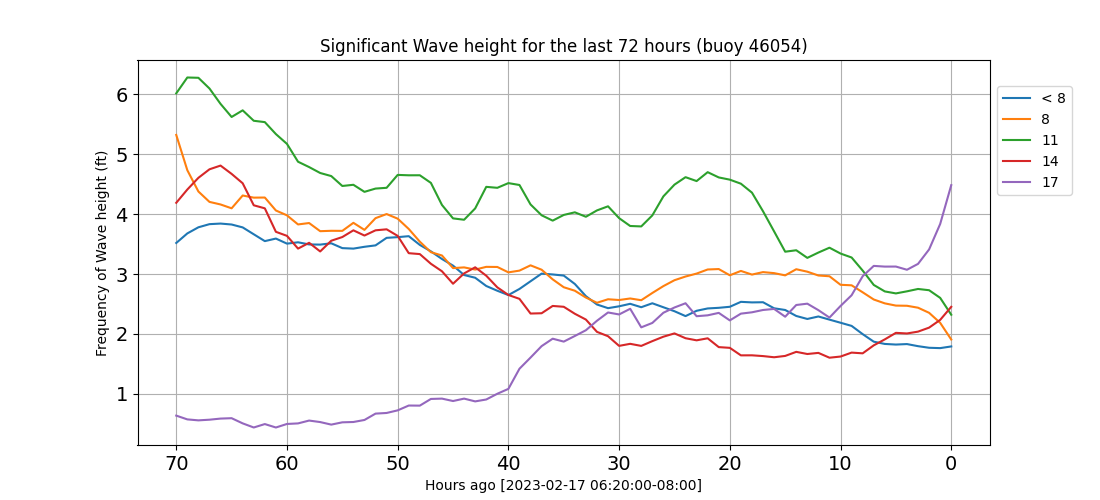 Significant Wave height for the last 72 hours (buoy 46054)
Frequency of Wave height (ft)
6
5
4
3
2
1
70 60 50 40 30 20 10 0
Hours ago [2023-02-17 06:20:00-08:00]
< 8
8
11
14
17